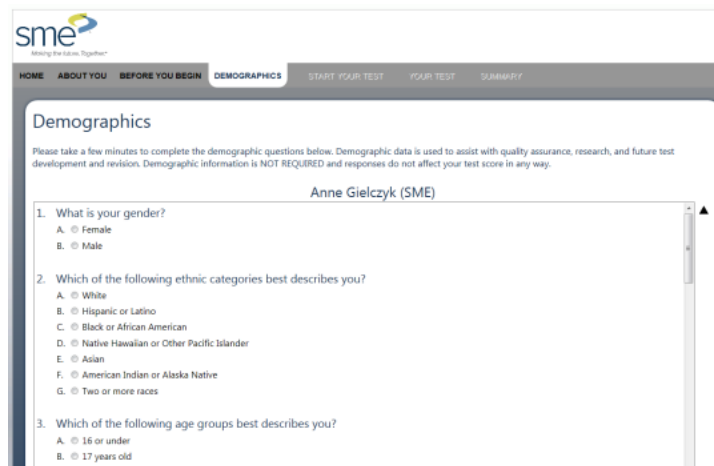 sme
Making the future. Together.
HOME ABOUT YOU BEFORE YOU BEGIN DEMOGRAPHICS START YOUR TEST YOUR TEST SUMMARY
Demographics
Please take a few minutes to complete the demographic questions below. Demographic data is used to assist with quality assurance, research, and future test
development and revision. Demographic information is NOT REQUIRED and responses do not affect your test score in any way.
Anne Gielczyk (SME)
1. What is your gender?
A. Female
B. Male
2. Which of the following ethnic categories best describes you?
A. White
B. Hispanic or Latino
C. Black or African American
D. Native Hawaiian or Other Pacific Islander
E. Asian
F. American Indian or Alaska Native
G. Two or more races
3. Which of the following age groups best describes you?
A. 16 or under
B. 17 years old